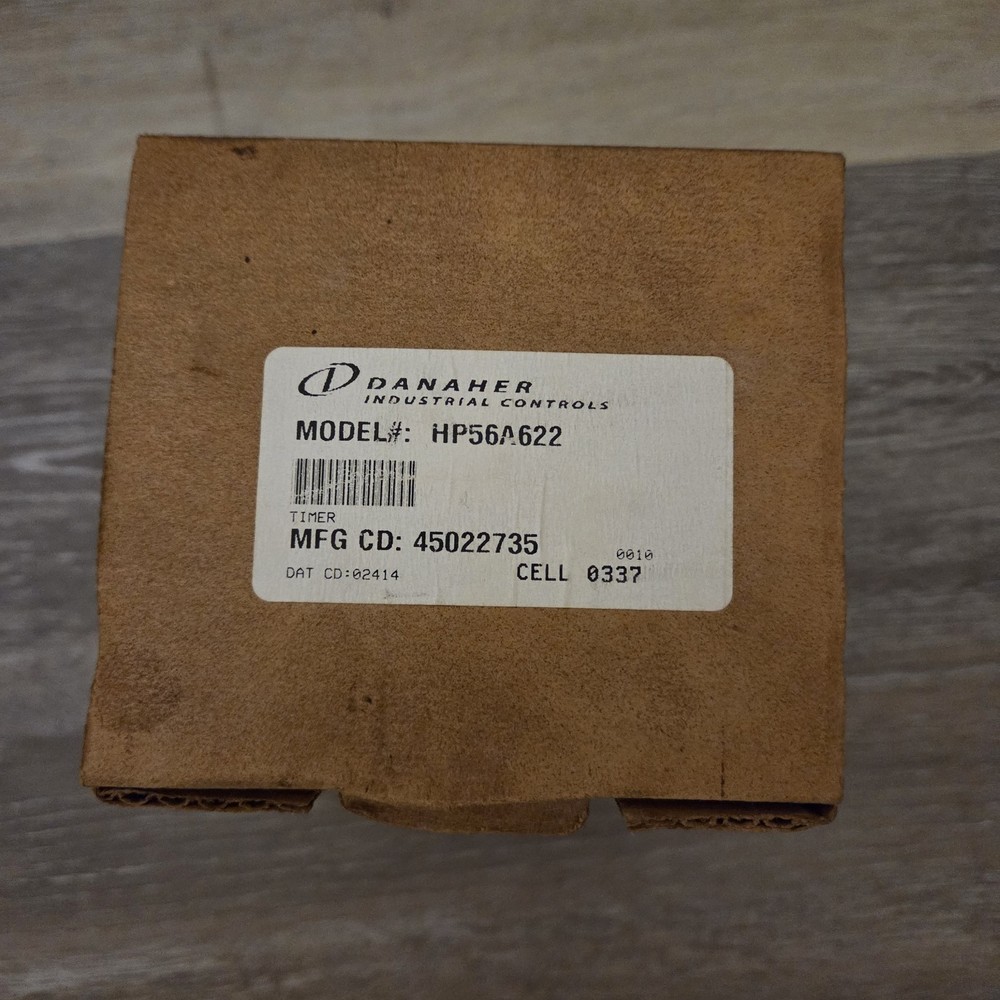 DANAHER
INDUSTRIAL CONTROLS
MODEL#: HP56A622
TIMER
MFG CD: 45022735
0010
DAT CD:02414
CELL 0337